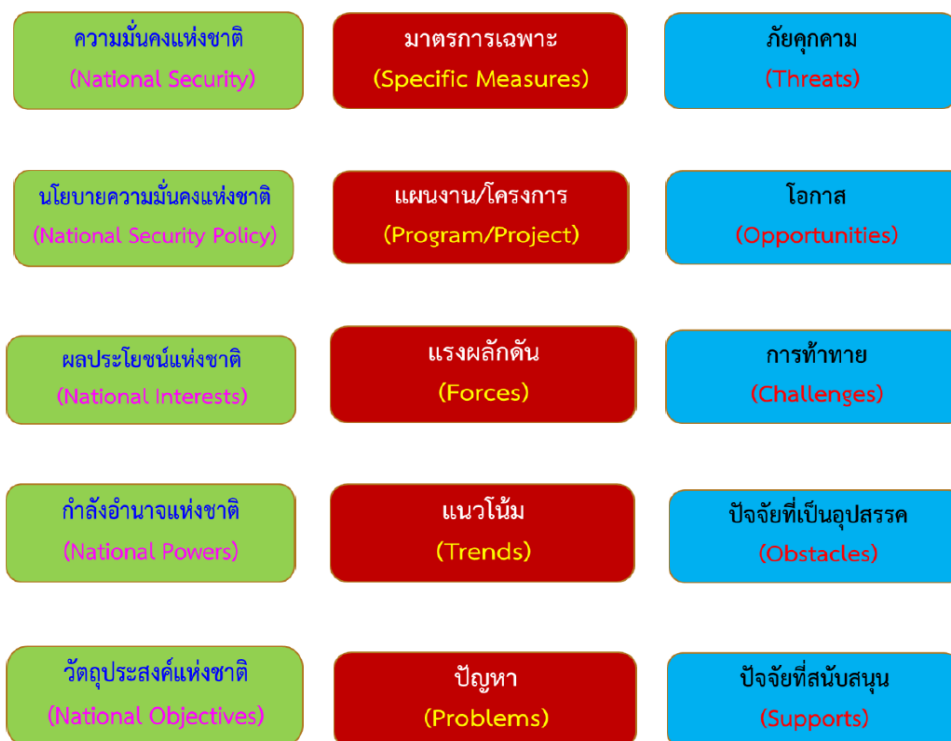 ความมั่นคงแห่งชาติ
(National Security)
มาตรการเฉพาะ
(Specific Measures)
ภัยคุกคาม
(Threats)
นโยบายความมั่นคงแห่งชาติ
(National Security Policy)
แผนงาน/โครงการ
(Program/Project)
โอกาส
(Opportunities)
ผลประโยชน์แห่งชาติ
(National Interests)
แรงผลักดัน
(Forces)
การท้าทาย
(Challenges)
กำลังอำนาจแห่งชาติ
(National Powers)
แนวโน้ม
(Trends)
ปัจจัยที่เป็นอุปสรรค
(Obstacles)
วัตถุประสงค์แห่งชาติ
(National Objectives)
ปัญหา
(Problems)
ปัจจัยที่สนับสนุน
(Supports)